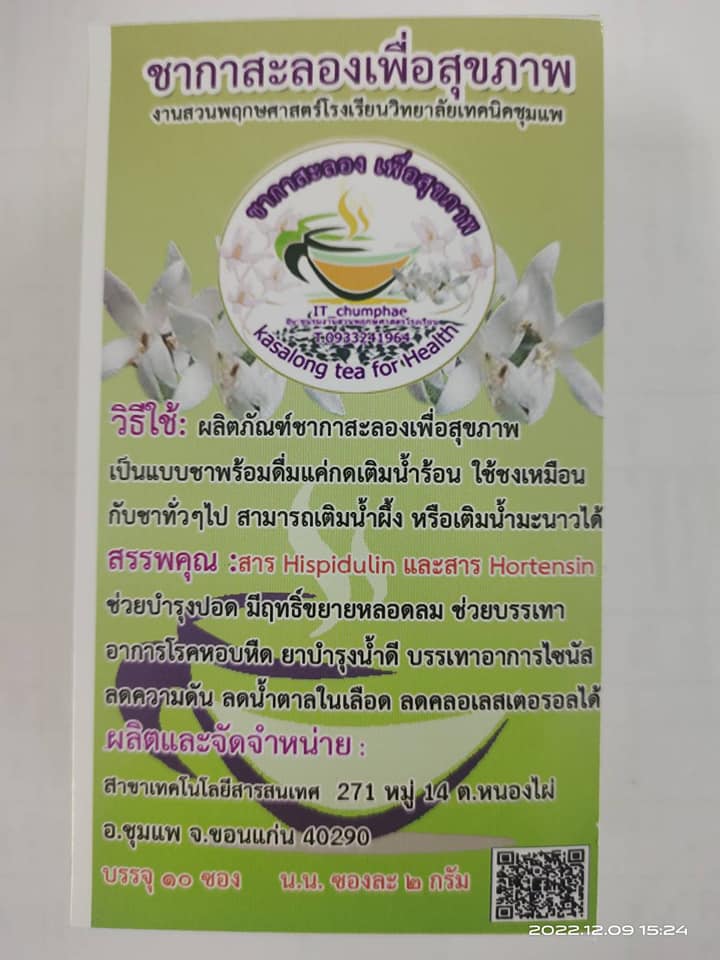 ชากาสะลองเพื่อสุขภาพ
งานสวนพฤกษศาสตร์โรงเรียนวิทยาลัยเทคนิคชุมแพ
ชากาสะลอง เพื่อสุขภาพ
IT_chumphae
T.0933241964
kasalong tea for Health
วิธีใช้: ผลิตภัณฑ์ชากาสะลองเพื่อสุขภาพ
เป็นแบบชาพร้อมดื่มแค่กดเติมน้ำร้อน ใช้ชงเหมือน
กับชาทั่วๆไป สามารถเติมน้ำผึ้ง หรือเติมน้ำมะนาวได้
สรรพคุณ :สาร Hispidulin และสาร Hortensin
ช่วยบำรุงปอด มีฤทธิ์ขยายหลอดลม ช่วยบรรเทา
อาการโรคหอบหืด ยาบำรุงน้ำดี บรรเทาอาการไซนัส
ลดความดัน ลดน้ำตาลในเลือด ลดคลอเลสเตอรอลได้
ผลิตและจัดจำหน่าย :
สาขาเทคโนโลยีสารสนเทศ 271 หมู่ 14 ต.หนองไผ่
อ.ชุมแพ จ.ขอนแก่น 40290
บรรจุ ๑๐ ซอง น.น. ซองละ ๒ กรัม
2022.12.09 15:24